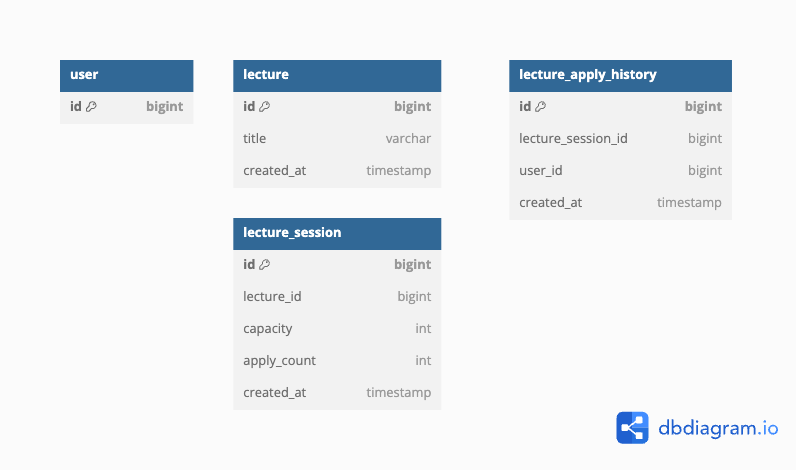 user
id bigint
lecture
id bigint
title varchar
created_at timestamp
lecture_session
id bigint
lecture_id bigint
capacity int
apply_count int
created_at timestamp
lecture_apply_history
id bigint
lecture_session_id bigint
user_id bigint
created_at timestamp
dbdiagram.io